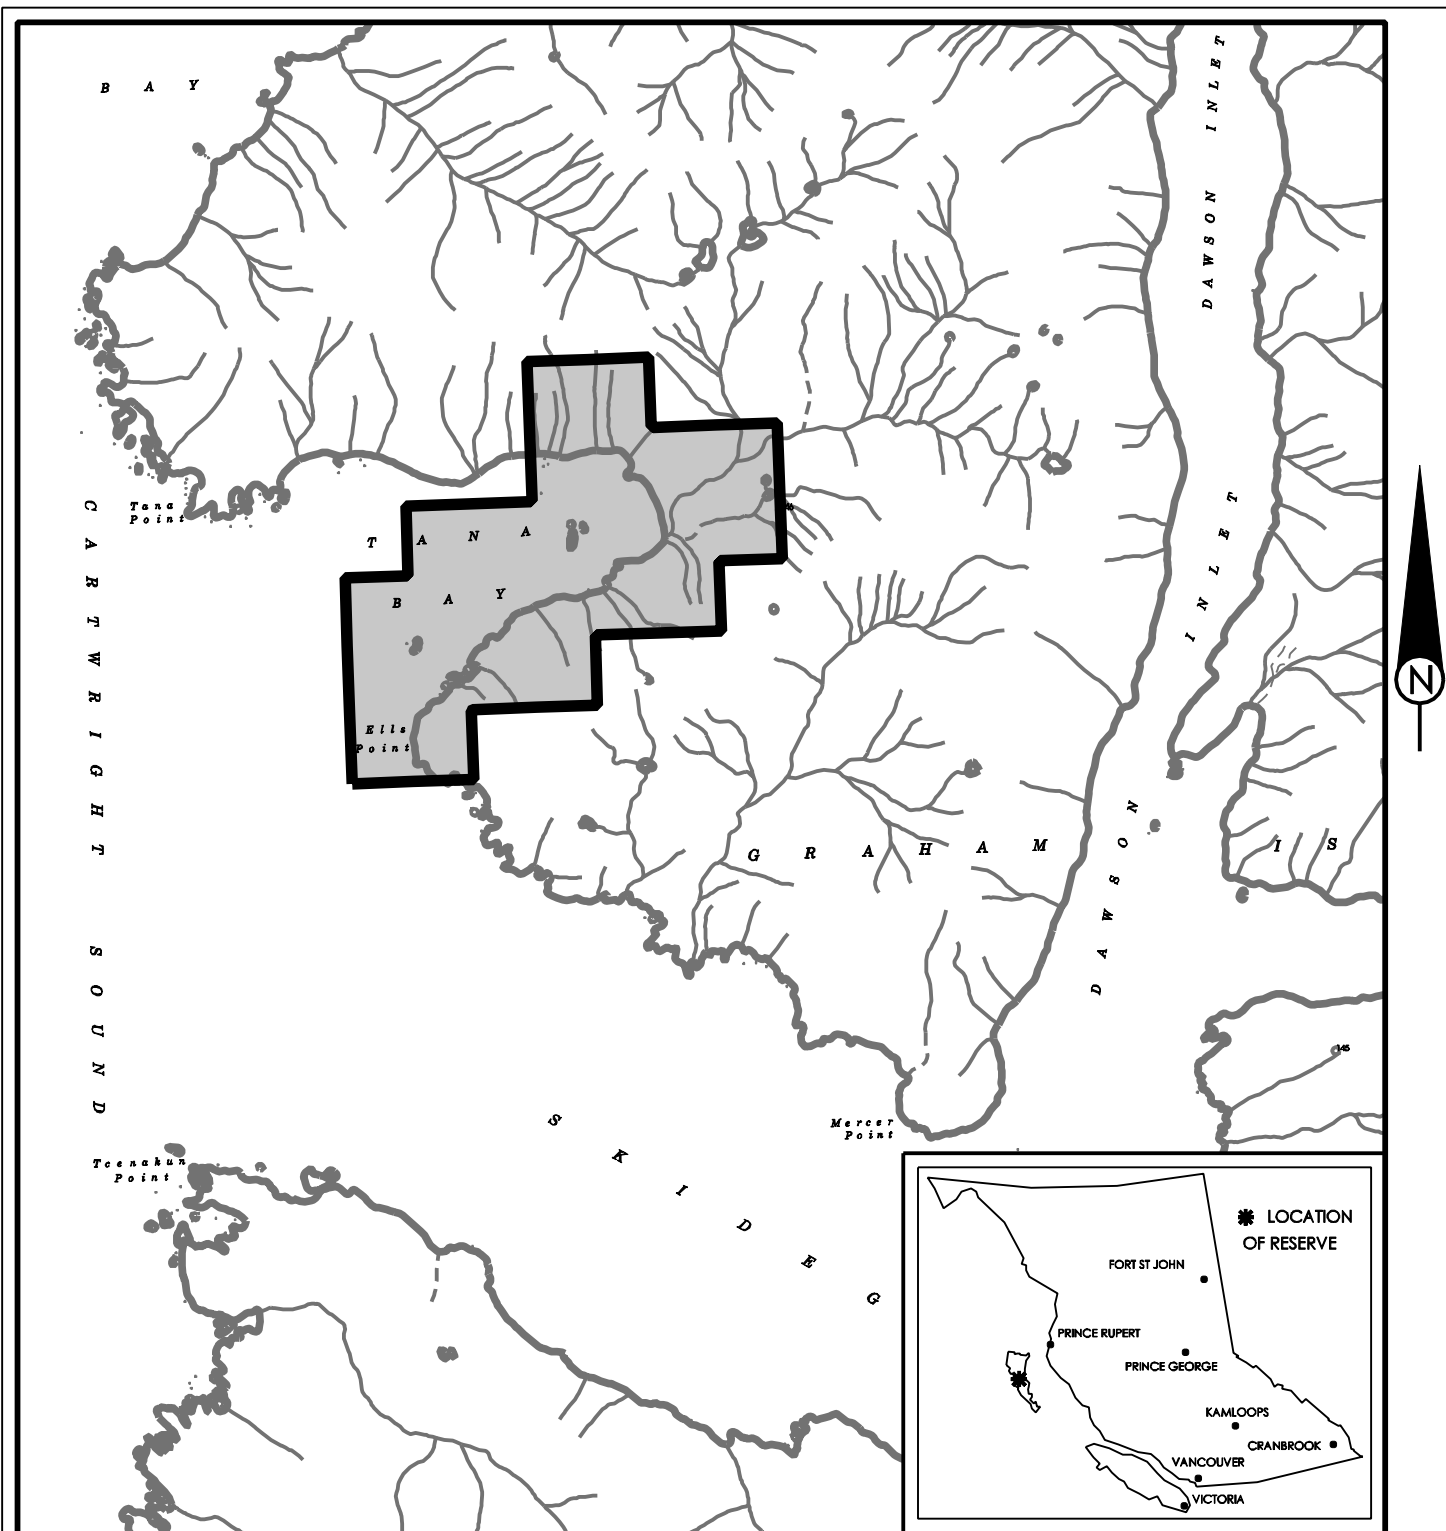 BAY
DAWSON INLET
Tana
Point
TANA
BAY
CARTWRIGHT SOUND
Ells
Point
DAWSON INLET
GRAHAM IS
145
Mercer
Point
SKIDEG
Tcenakun
Point
N
LOCATION
OF RESERVE
FORT ST JOHN
PRINCE RUPERT
PRINCE GEORGE
KAMLOOPS
CRANBROOK
VANCOUVER
VICTORIA